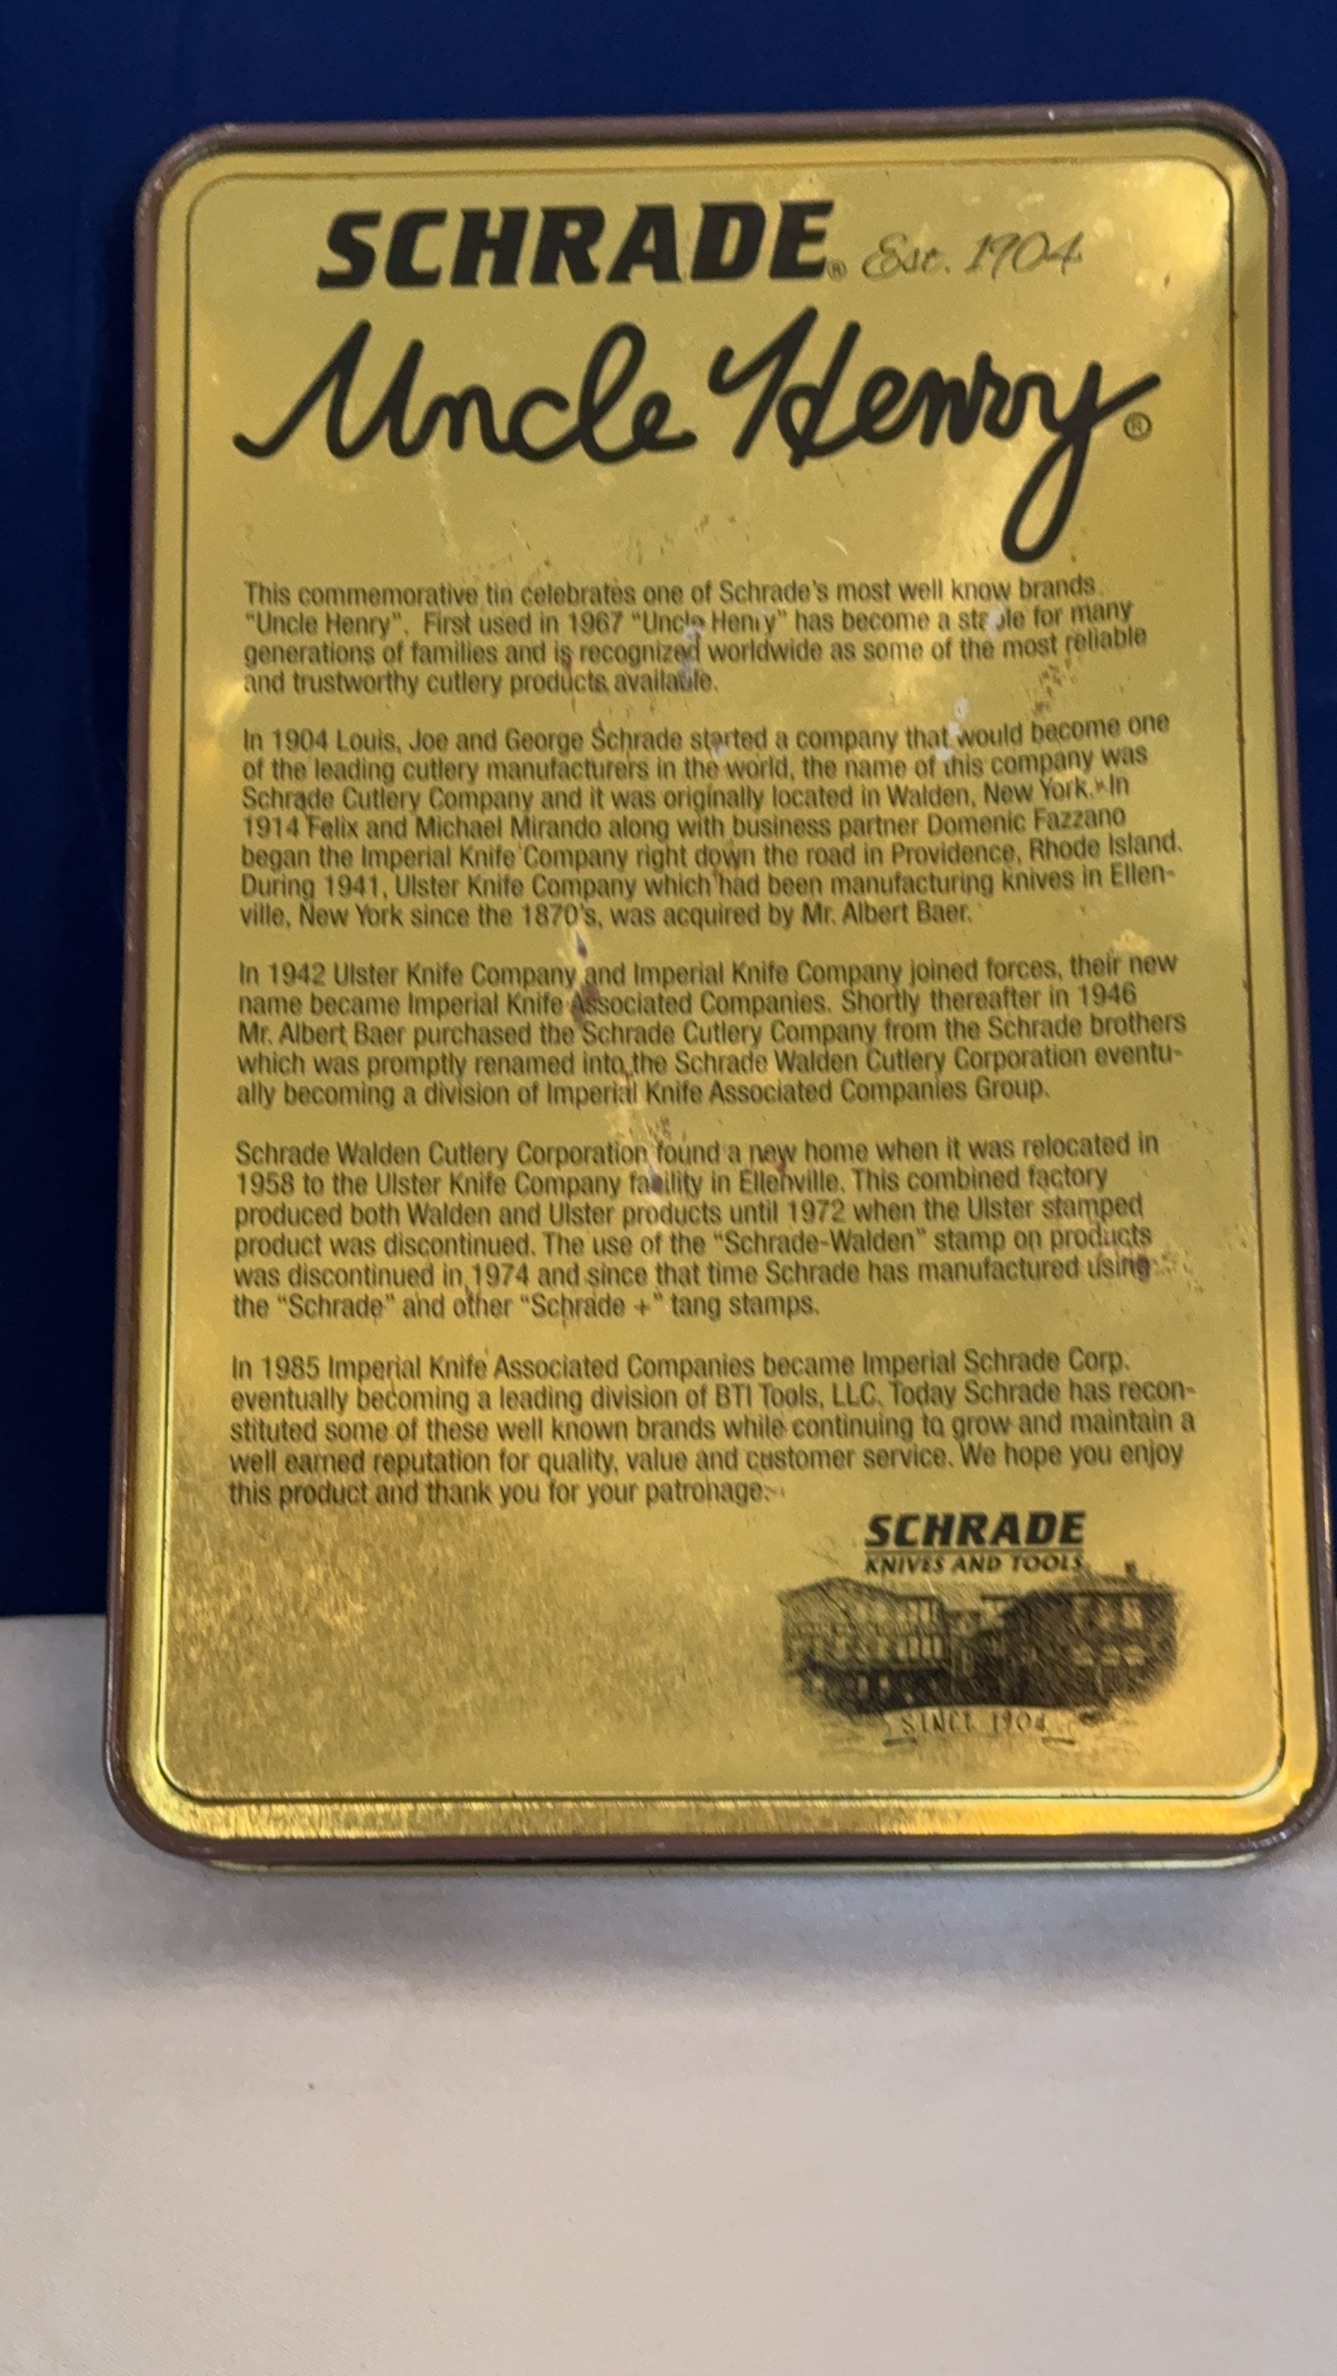 SCHRADE® Est. 1904
Uncle Henry®
This commemorative tin celebrates one of Schrade's most well know brands
"Uncle Henry". First used in 1967 "Uncle Henry" has become a staple for many
generations of families and is recognized worldwide as some of the most reliable
and trustworthy cutlery products available.
In 1904 Louis, Joe and George Schrade started a company that would become one
of the leading cutlery manufacturers in the world, the name of this company was
Schrade Cutlery Company and it was originally located in Walden, New York. In
1914 Felix and Michael Mirando along with business partner Domenic Fazzano
began the Imperial Knife Company right down the road in Providence, Rhode Island.
During 1941, Ulster Knife Company which had been manufacturing knives in Ellen-
ville, New York since the 1870's, was acquired by Mr. Albert Baer.
In 1942 Ulster Knife Company and Imperial Knife Company joined forces, their new
name became Imperial Knife Associated Companies. Shortly thereafter in 1946
Mr. Albert Baer purchased the Schrade Cutlery Company from the Schrade brothers
which was promptly renamed into the Schrade Walden Cutlery Corporation eventu-
ally becoming a division of Imperial Knife Associated Companies Group.
Schrade Walden Cutlery Corporation found a new home when it was relocated in
1958 to the Ulster Knife Company facility in Ellenville. This combined factory
produced both Walden and Ulster products until 1972 when the Ulster stamped
product was discontinued. The use of the "Schrade-Walden" stamp on products
was discontinued in 1974 and since that time Schrade has manufactured using
the "Schrade" and other "Schrade +" tang stamps.
In 1985 Imperial Knife Associated Companies became Imperial Schrade Corp.
eventually becoming a leading division of BTI Tools, LLC. Today Schrade has recon-
stituted some of these well known brands while continuing to grow and maintain a
well earned reputation for quality, value and customer service. We hope you enjoy
this product and thank you for your patronage.
SCHRADE
KNIVES AND TOOLS
SINCE 1904